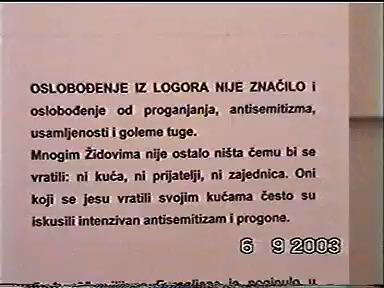 OSLOBOĐENJE IZ LOGORA NIJE ZNAČILO i
oslobođenje od proganjanja, antisemitizma,
usamljenosti i goleme tuge.
Mnogim Židovima nije ostalo ništa čemu bi se
vratili: ni kuća, ni prijatelji, ni zajednica. Oni
koji se jesu vratili svojim kućama često su
iskusili intenzivan antisemitizam i progone.
6 9 2003